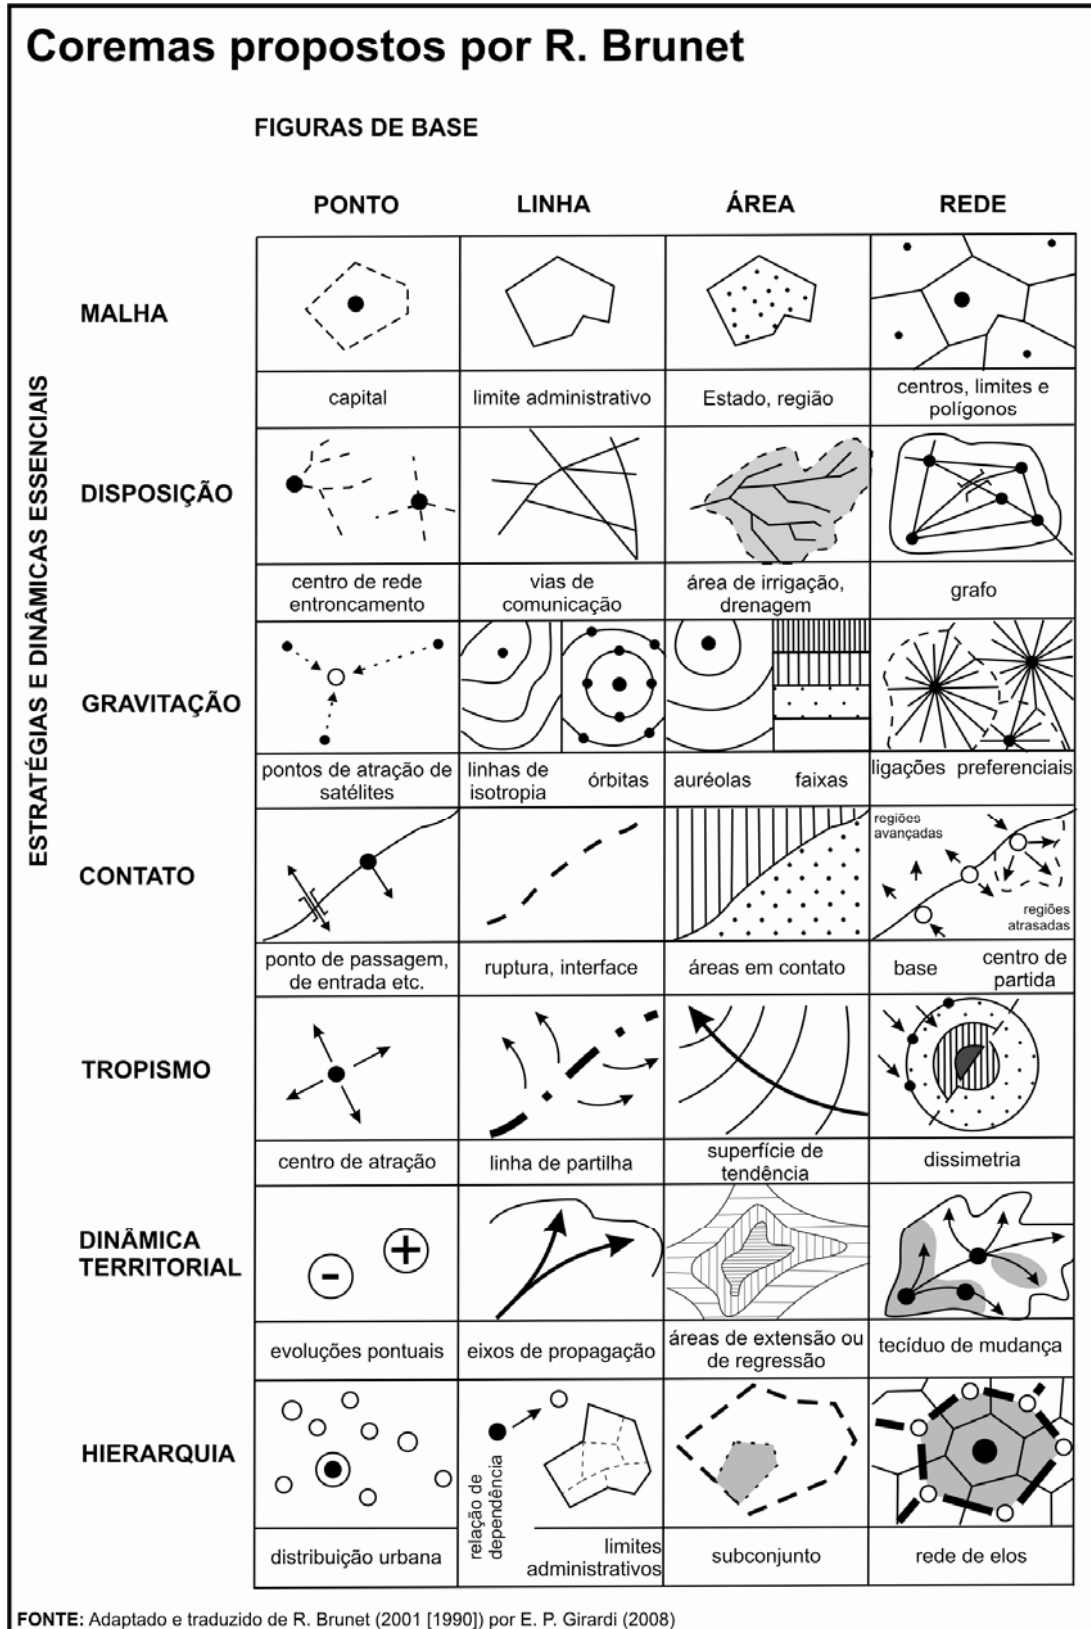 Coremas propostos por R. Brunet
FIGURAS DE BASE
PONTO LINHA ÁREA REDE
ESTRATÉGIAS E DINÂMICAS ESSENCIAIS
MALHA
capital
limite administrativo
Estado, região
centros, limites e
polígonos
DISPOSIÇÃO
centro de rede
entroncamento
vias de
comunicação
área de irrigação,
drenagem
grafo
GRAVITAÇÃO
pontos de atração de
satélites
linhas de
isotropia
órbitas
auréolas
faixas
ligações preferenciais
CONTATO
regiões
avançadas
regiões
atrasadas
ponto de passagem,
de entrada etc.
ruptura, interface
áreas em contato
base
centro de
partida
TROPISMO
centro de atração
linha de partilha
superfície de
tendência
dissimetria
DINÂMICA
TERRITORIAL
-
+
evoluções pontuais
eixos de propagação
áreas de extensão ou
de regressão
tecíduo de mudança
HIERARQUIA
distribuição urbana
relação de
dependência
limites
administrativos
subconjunto
rede de elos
FONTE: Adaptado e traduzido de R. Brunet (2001 [1990]) por E. P. Girardi (2008)